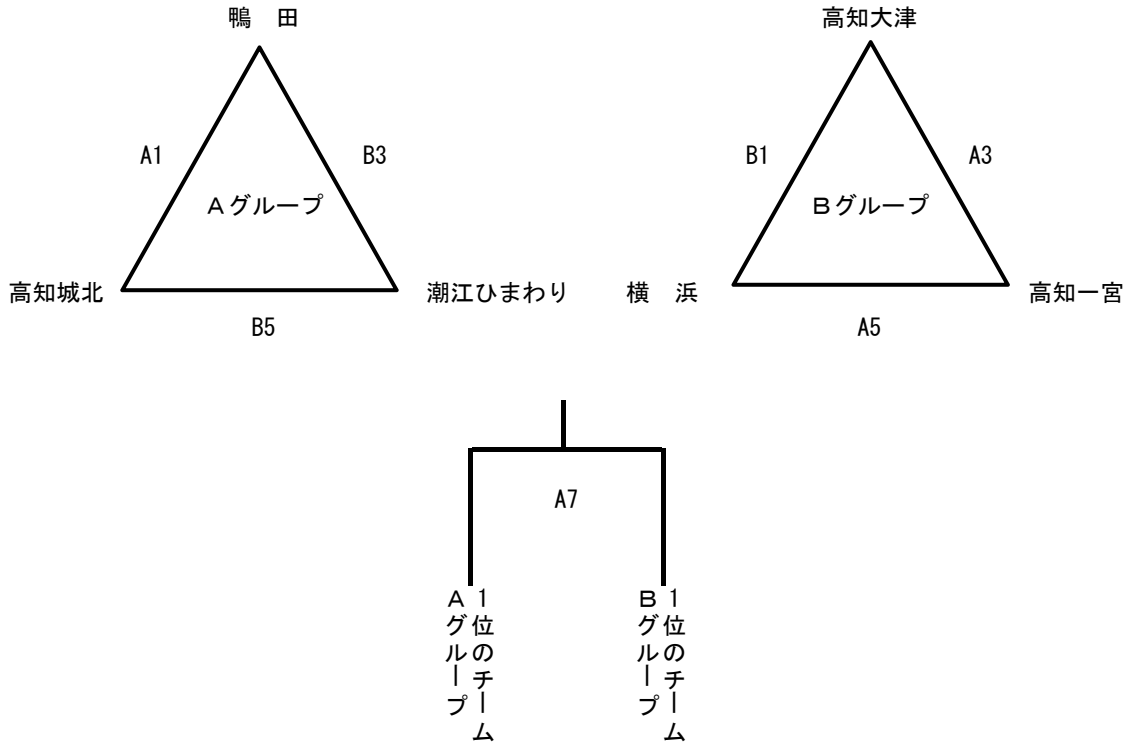 鴨　田
A1
B3
Aグループ
高知城北
潮江ひまわり
B5
高知大津
B1
A3
Bグループ
横　浜
高知一宮
A5
A7
Aグループ
1位のチーム
Bグループ
1位のチーム